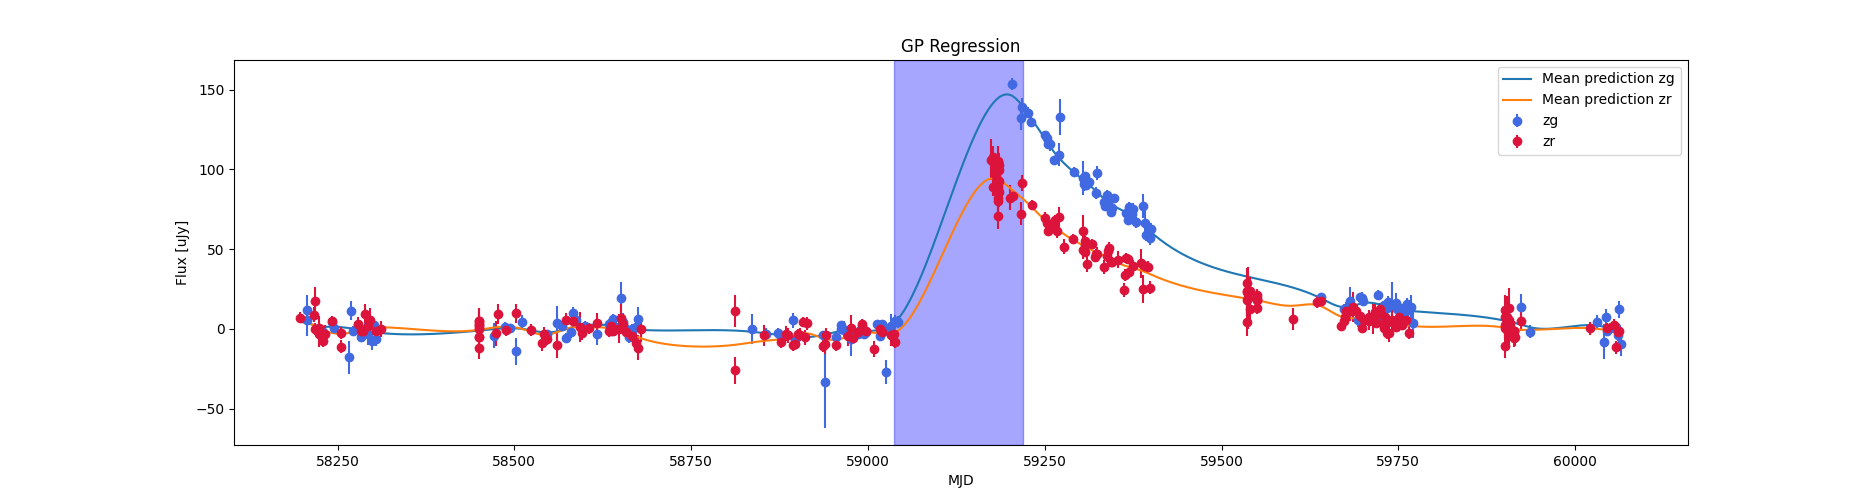 GP Regression
Flux [uJy]
150
100
50
0
−50
Mean prediction zg
Mean prediction zr
zg
zr
58250 58500 58750 59000 59250 59500 59750 60000
MJD